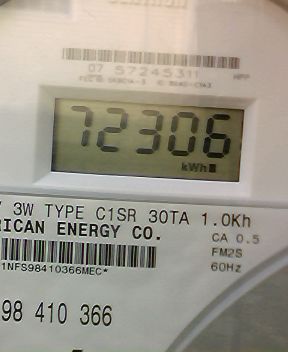 07 57245311
HPP
72306
kWh
V 3W TYPE C1SR 30TA 1.0Kh
RICAN ENERGY CO.
CA 0.5
FM2S
1NFS98410366MEC*
60Hz
98 410 366